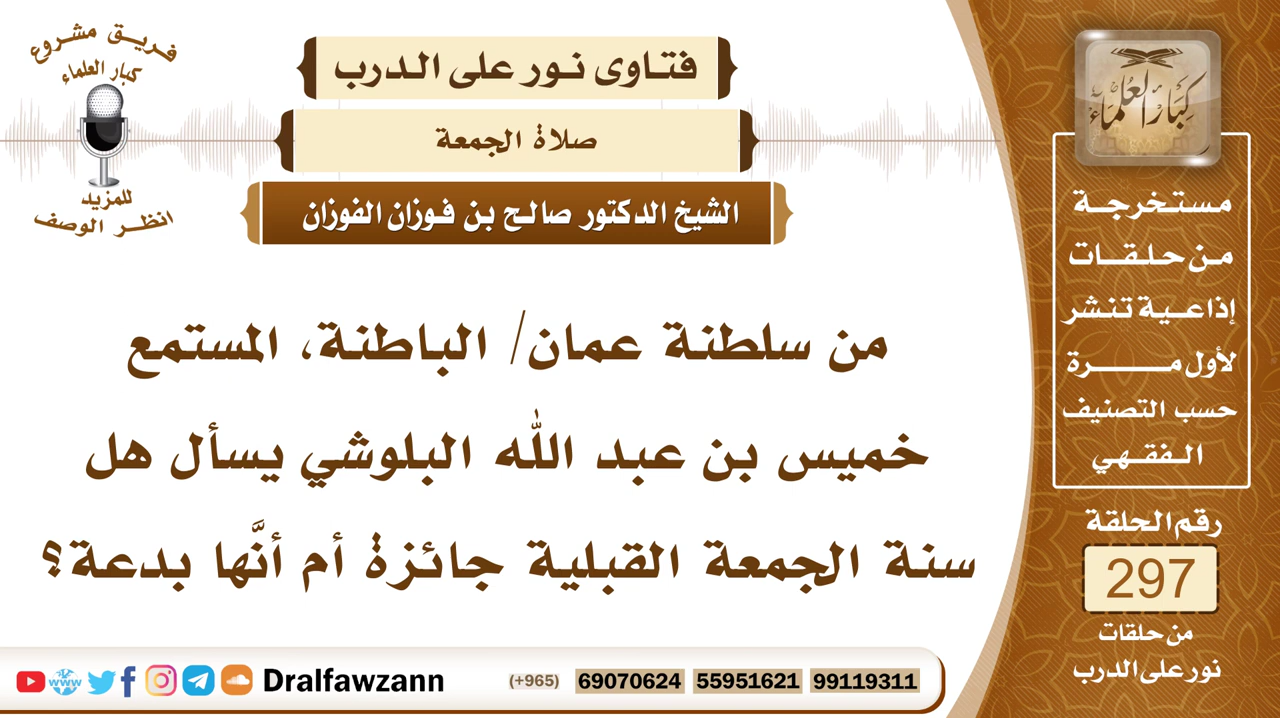 فريق مشروع
كبار العلماء
للمزيد
انظر الوصف
فتاوى نور على الدرب
صلاة الجمعة
الشيخ الدكتور صالح بن فوزان الفوزان
من سلطنة عمان/ الباطنة، المستمع
خميس بن عبد الله البلوشي يسأل هل
سنة الجمعة القبلية جائزة أم أنَّها بدعة؟
كبار العُلماء
مستخرجة
من حلقات
إذاعية تنشر
لأول مرة
حسب التصنيف
الفقهي
رقم الحلقة
297
من حلقات
نور على الدرب
www Dralfawzann (+965) 69070624 55951621 99119311